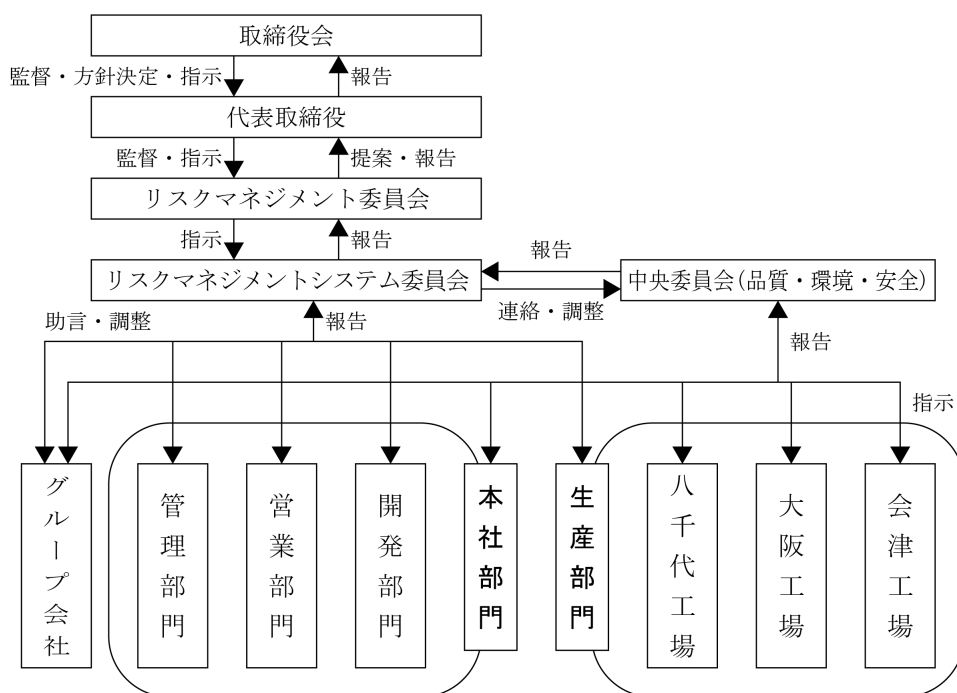 取締役会
監督・方針決定・指示
報告
代表取締役
監督・指示
提案・報告
リスクマネジメント委員会
指示
報告
リスクマネジメントシステム委員会
報告
連絡・調整
中央委員会(品質・環境・安全)
助言・調整
報告
報告
指示
グループ会社
管理部門
営業部門
開発部門
本社部門
生産部門
八千代工場
大阪工場
会津工場